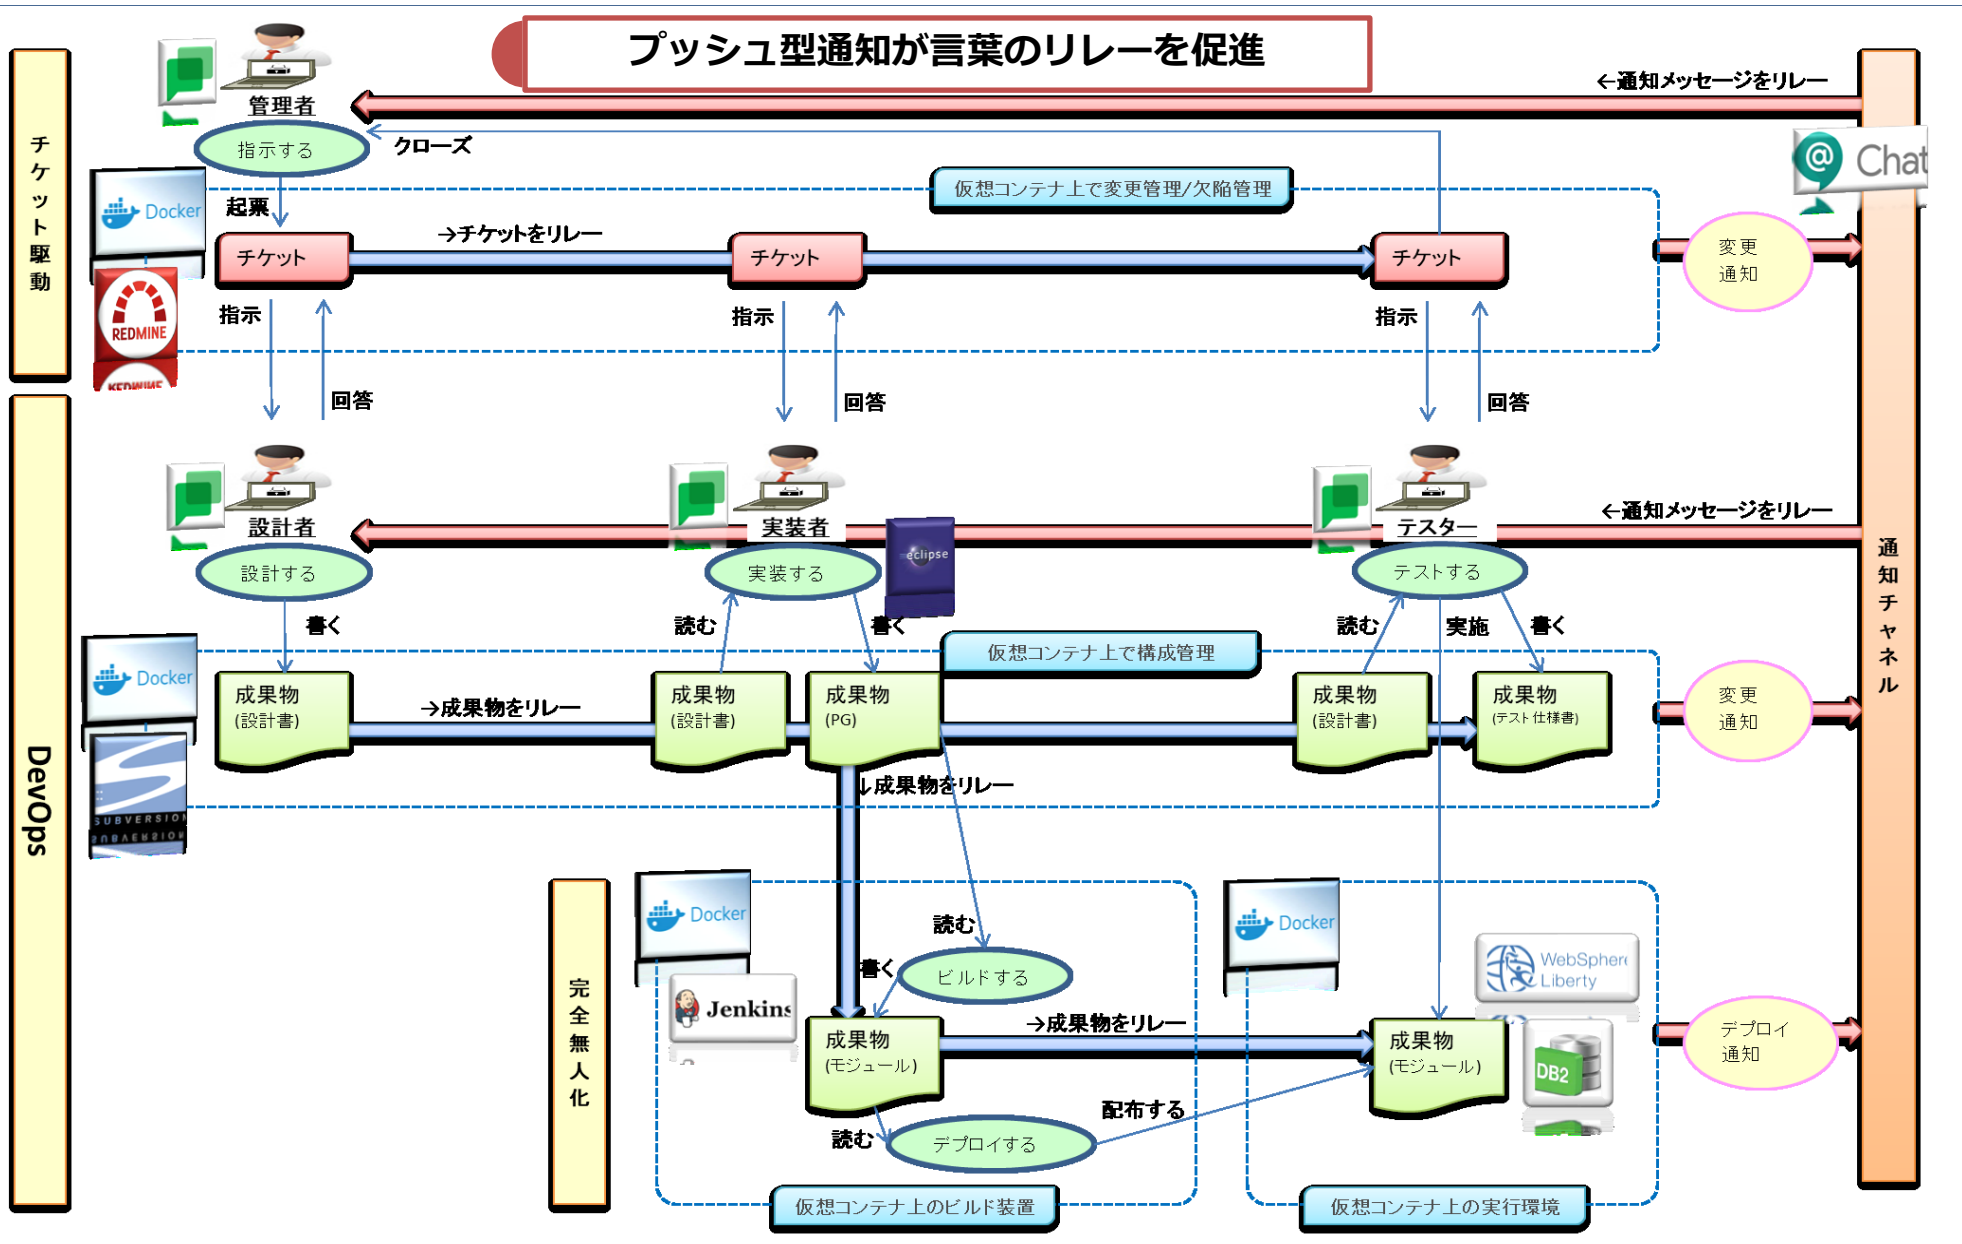 プッシュ型通知が言葉のリレーを促進
チケット駆動
管理者
指示する
クローズ
←通知メッセージをリレー
@ Chat
仮想コンテナ上で変更管理/欠陥管理
Docker
起票
REDMINE
REDMINE
チケット
→チケットをリレー
チケット
チケット
変更
通知
指示
回答
指示
回答
指示
回答
通知チャネル
DevOps
設計者
設計する
実装者
実装する
eclipse
テスター
テストする
←通知メッセージをリレー
書く
読む
書く
読む
実施
書く
仮想コンテナ上で構成管理
Docker
SUBVERSION
SUBVERSION
成果物
(設計書)
→成果物をリレー
成果物
(設計書)
成果物
(PG)
成果物
(設計書)
成果物
(テスト仕様書)
変更
通知
↓成果物をリレー
完全無人化
Docker
Jenkins
読む
書く
ビルドする
成果物
(モジュール)
→成果物をリレー
読む
デプロイする
配布する
仮想コンテナ上のビルド装置
Docker
WebSphere
Liberty
成果物
(モジュール)
DB2
デプロイ
通知
仮想コンテナ上の実行環境